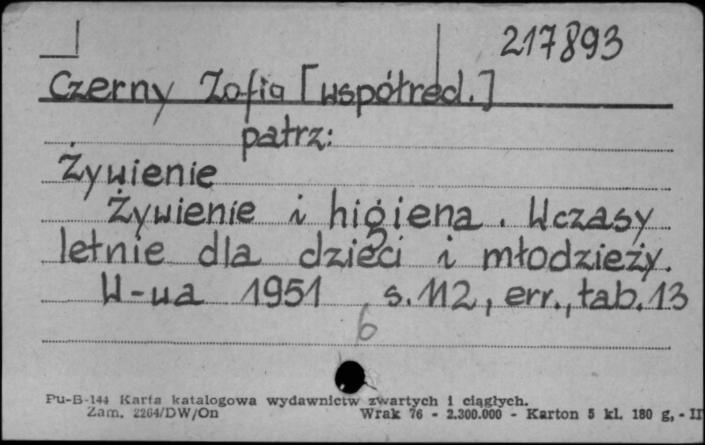 217893
Czerny Zofia [współred.]
patrz:
Żywienie
Żywienie i higiena. Wczasy
letnie dla dzieci i młodzieży.
W-wa 1951 s. 112, err., tab. 13
6
Pu-B-144 Karta katalogowa wydawnictw zwartych i ciągłych.
Zam. 2264/DW/On Wrak 76 - 2.300.000 - Karton 5 kl. 180 g, - II